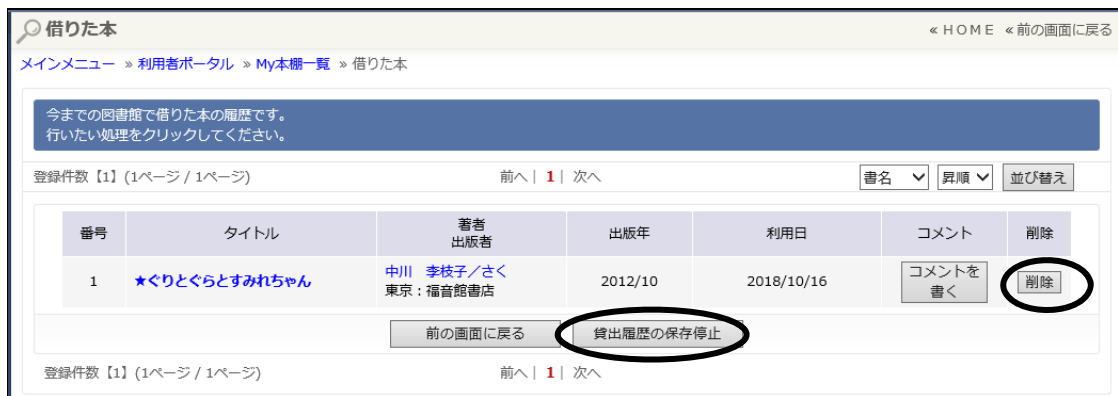 借りた本
«HOME «前の画面に戻る
メインメニュー »利用者ポータル »My本棚一覧 »借りた本
今までの図書館で借りた本の履歴です。
行いたい処理をクリックしてください。
登録件数【1】(1ページ / 1ページ) 前へ| 1| 次へ 書名 昇順 並び替え
番号 タイトル 著者 出版年 利用日 コメント 削除
出版者
1 ★ぐりとぐらとすみれちゃん 中川 李枝子／さく 2012/10 2018/10/16 コメントを 削除
東京：福音館書店 書く
前の画面に戻る 貸出履歴の保存停止
登録件数【1】(1ページ / 1ページ) 前へ| 1| 次へ